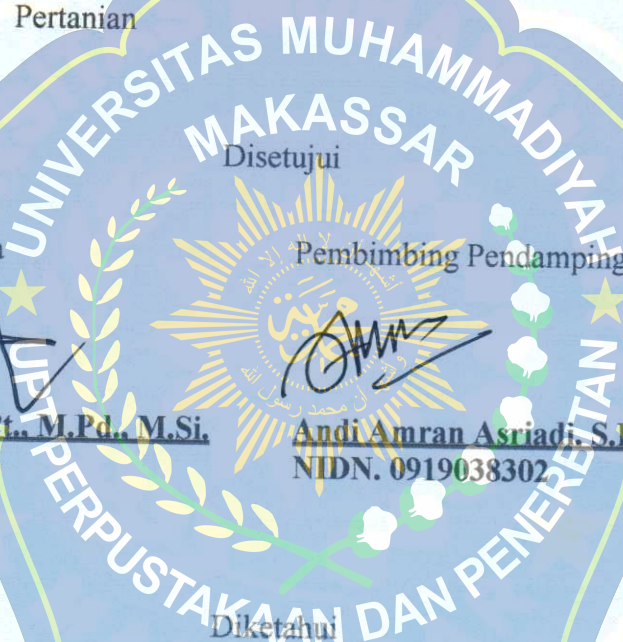 Pertanian
UNIVERSITAS MUHAMMADIYAH
MAKASSAR
Disetujui
Pembimbing Pendamping
M.Pd., M.Si.
Andi Amran Asriadi, S.
NIDN. 0919038302
UPT PERPUSTAKAAN DAN PENERBITAN
Diketahui